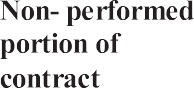 Non- performed
portion of
contract